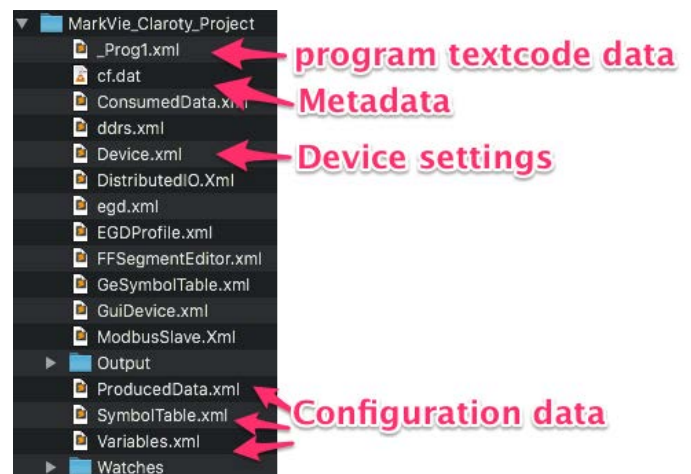 MarkVie_Claroty_Project
_Prog1.xml
program textcode data
cf.dat
Metadata
ConsumedData.xml
ddrs.xml
Device.xml
Device settings
DistributedIO.Xml
egd.xml
EGDProfile.xml
FFSegmentEditor.xml
GeSymbolTable.xml
GuiDevice.xml
ModbusSlave.Xml
Output
ProducedData.xml
SymbolTable.xml
Configuration data
Variables.xml
Watches